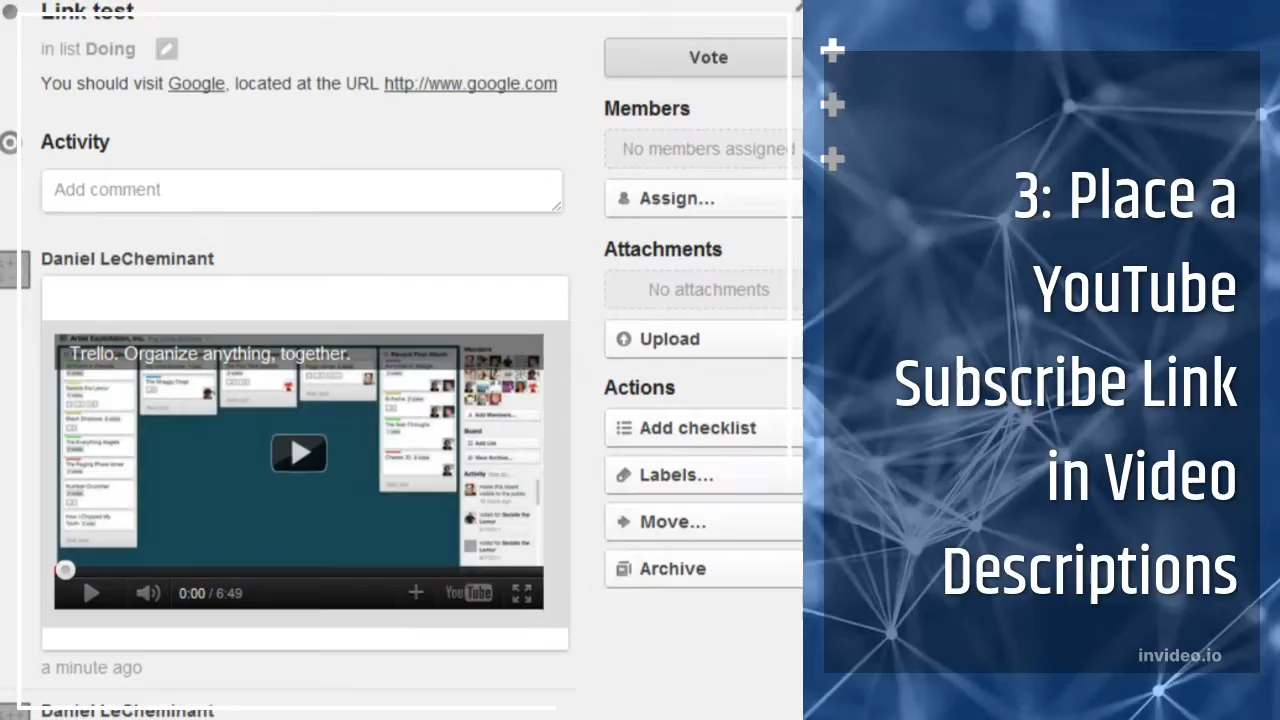 Link test
in list Doing
You should visit Google, located at the URL http://www.google.com
Activity
Add comment
Daniel LeCheminant
Trello. Organize anything, together.
0:00 / 6:49
YouTube
a minute ago
Daniel LeCheminant
Vote
Members
No members assigned
Assign...
Attachments
No attachments
Upload
Actions
Add checklist
Labels...
Move...
Archive
3: Place a
YouTube
Subscribe Link
in Video
Descriptions
invideo.io